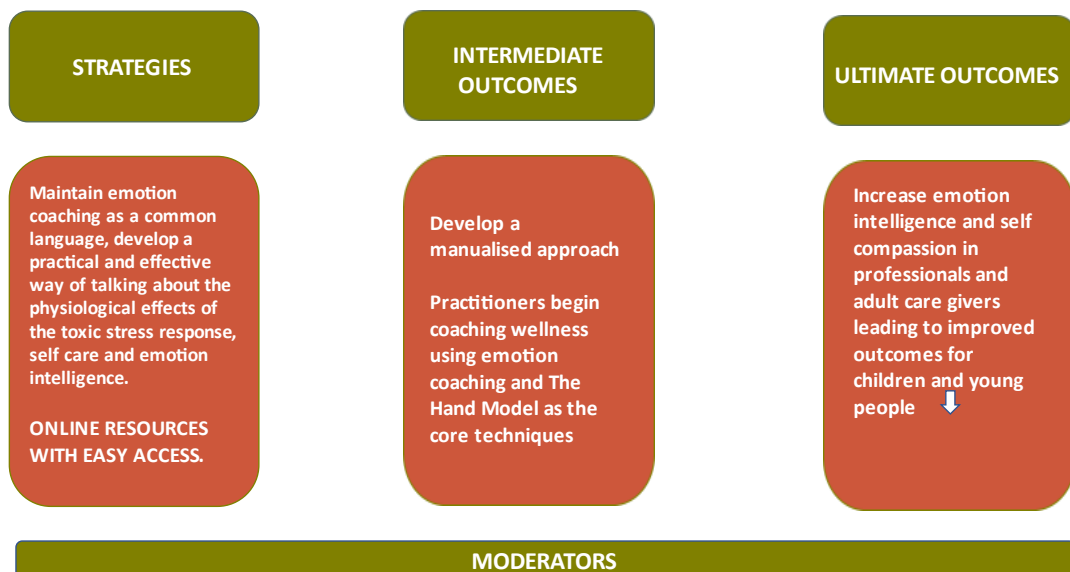 STRATEGIES
INTERMEDIATE
OUTCOMES
ULTIMATE OUTCOMES
Maintain emotion
coaching as a common
language, develop a
practical and effective
way of talking about the
physiological effects of
the toxic stress response,
self care and emotion
intelligence.
ONLINE RESOURCES
WITH EASY ACCESS.
Develop a
manualised approach
Practitioners begin
coaching wellness
using emotion
coaching and The
Hand Model as the
core techniques
Increase emotion
intelligence and self
compassion in
professionals and
adult care givers
leading to improved
outcomes for
children and young
people
MODERATORS